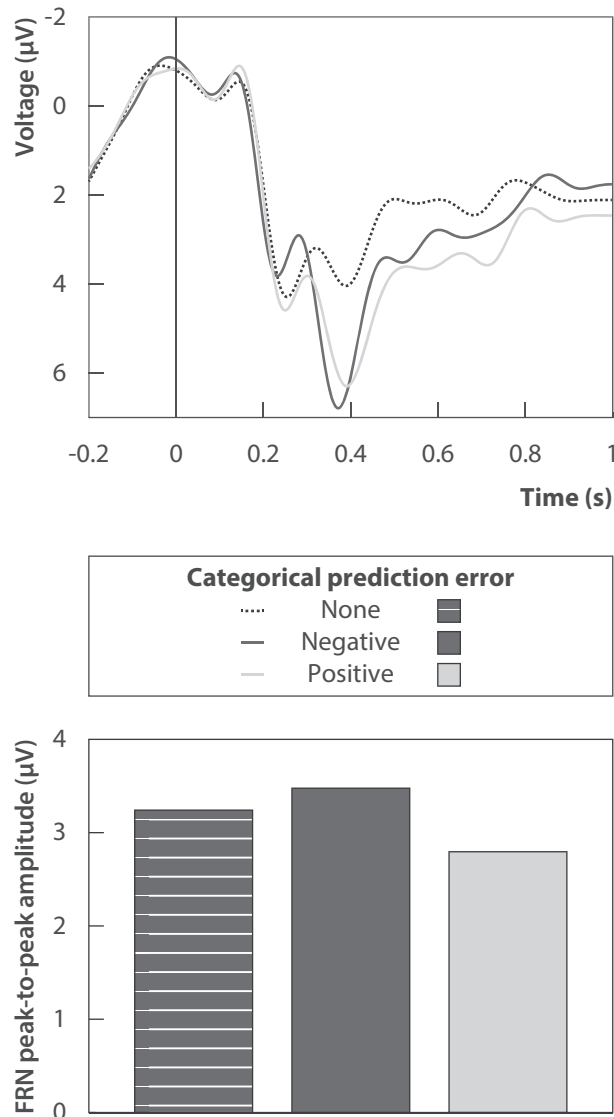 Voltage (µV)
-2
0
2
4
6
-0.2 0 0.2 0.4 0.6 0.8 1
Time (s)
Categorical prediction error
None
Negative
Positive
FRN peak-to-peak amplitude (µV)
4
3
2
1
0